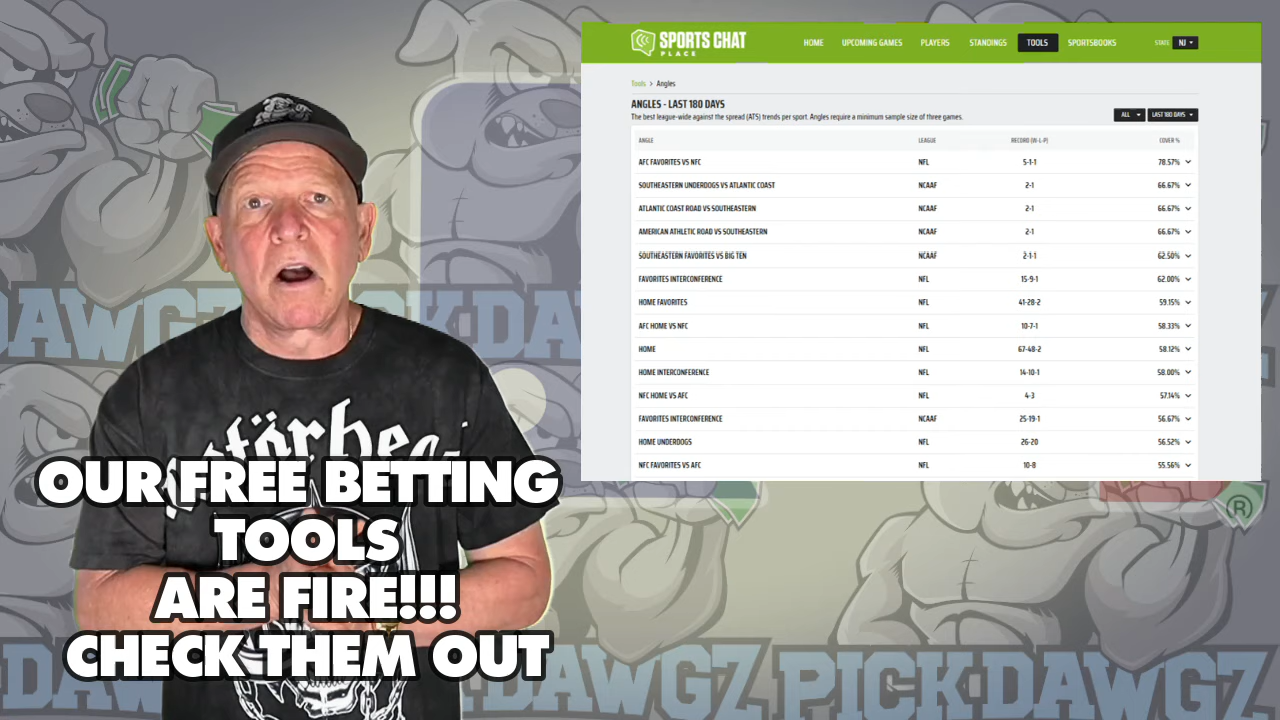 SPORTS CHAT
PLACE
HOME UPCOMING GAMES PLAYERS STANDINGS TOOLS SPORTSBOOKS STATE NJ
Tools > Angles
ANGLES - LAST 180 DAYS
The best league-wide against the spread (ATS) trends per sport. Angles require a minimum sample size of three games.
ALL LAST 180 DAYS
ANGLE LEAGUE RECORD (W-L-P) COVER %
AFC FAVORITES VS NFC NFL 5-1-1 78.57%
SOUTHEASTERN UNDERDOGS VS ATLANTIC COAST NCAAF 2-1 66.67%
ATLANTIC COAST ROAD VS SOUTHEASTERN NCAAF 2-1 66.67%
AMERICAN ATHLETIC ROAD VS SOUTHEASTERN NCAAF 2-1 66.67%
SOUTHEASTERN FAVORITES VS BIG TEN NCAAF 2-1-1 62.50%
FAVORITES INTERCONFERENCE NFL 15-9-1 62.00%
HOME FAVORITES NFL 41-28-2 59.15%
AFC HOME VS NFC NFL 10-7-1 58.33%
HOME NFL 67-48-2 58.12%
HOME INTERCONFERENCE NFL 14-10-1 58.00%
NFC HOME VS AFC NFL 4-3 57.14%
FAVORITES INTERCONFERENCE NCAAF 25-19-1 56.67%
HOME UNDERDOGS NFL 26-20 56.52%
NFC FAVORITES VS AFC NFL 10-8 55.56%
OUR FREE BETTING
TOOLS
ARE FIRE!!!
CHECK THEM OUT
DAWGZ PICKDAWGZ
DAWGZ PICKDAWGZ PICKDAWGZ
®